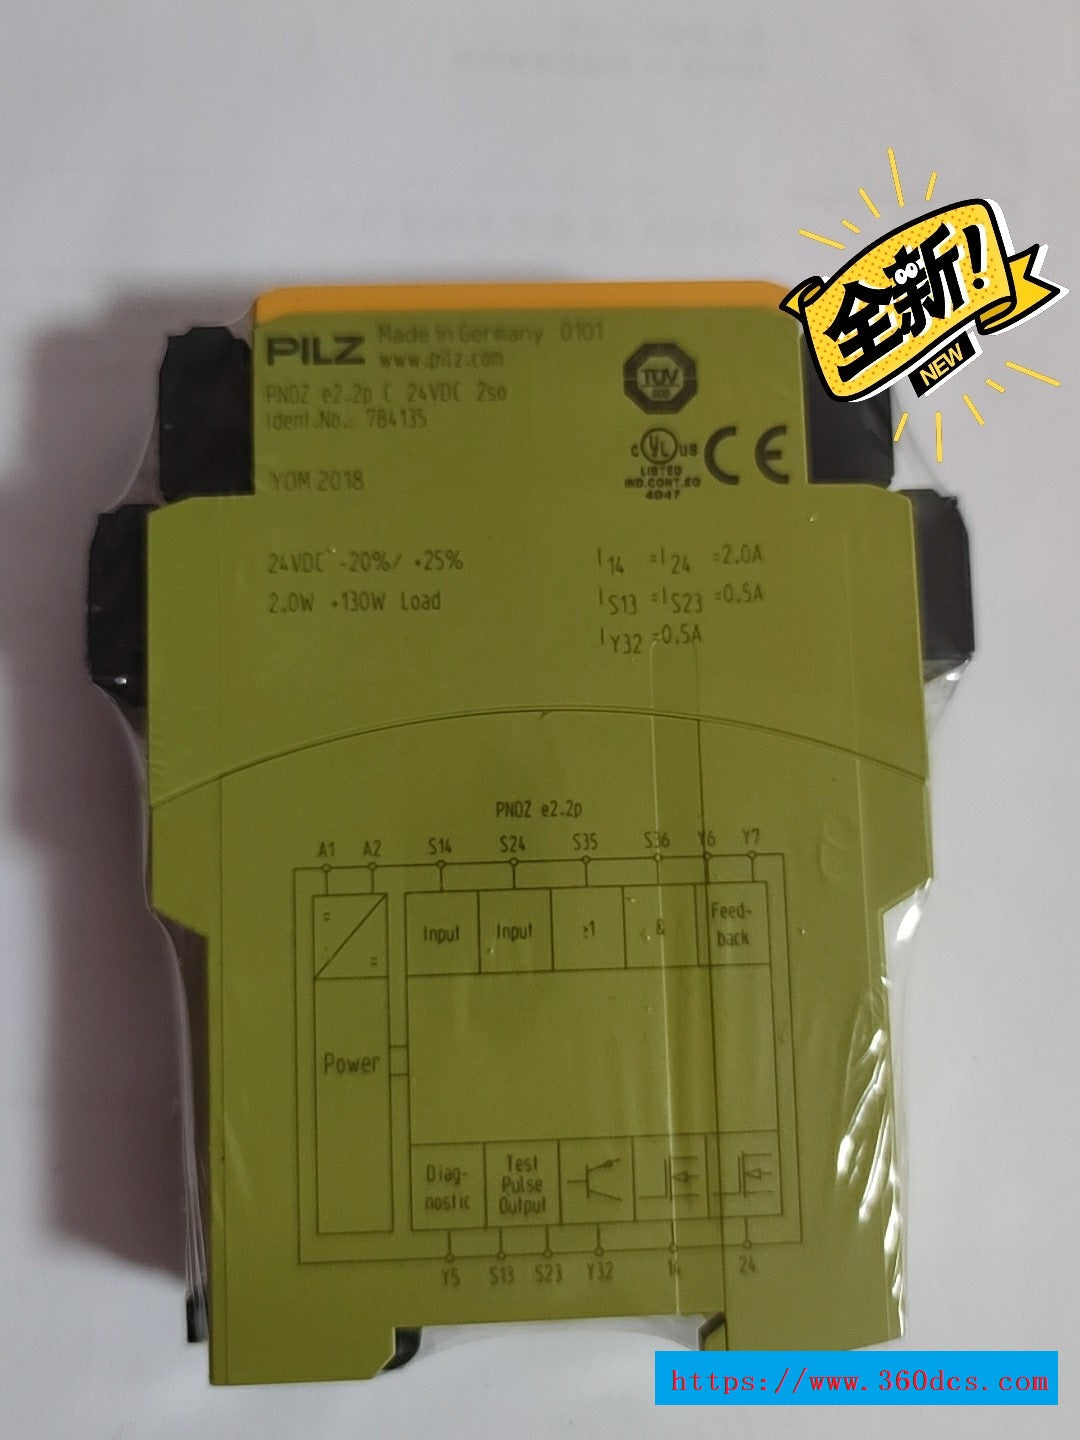 全新!
NEW
PILZ Made in Germany 0101
www.pilz.com
PNOZ e2.2p C 24VDC 2so
Ident.No.: 784135
YOM 2018
TÜV
c UL US
LISTED
IND.CONT.EQ
4D47
CE
24VDC -20%/ +25%
2.0W +130W Load
I14 =I24 =2.0A
IS13 =IS23 =0.5A
IY32 =0.5A
PNOZ e2.2p
A1 A2 S14 S24 S35 S36 Y6 Y7
= =
Input Input ≥1 & Feed-
back
Power
Diag-
nostic
Test
Pulse
Output
Y5 S13 S23 Y32 14 24
https://www.360dcs.com